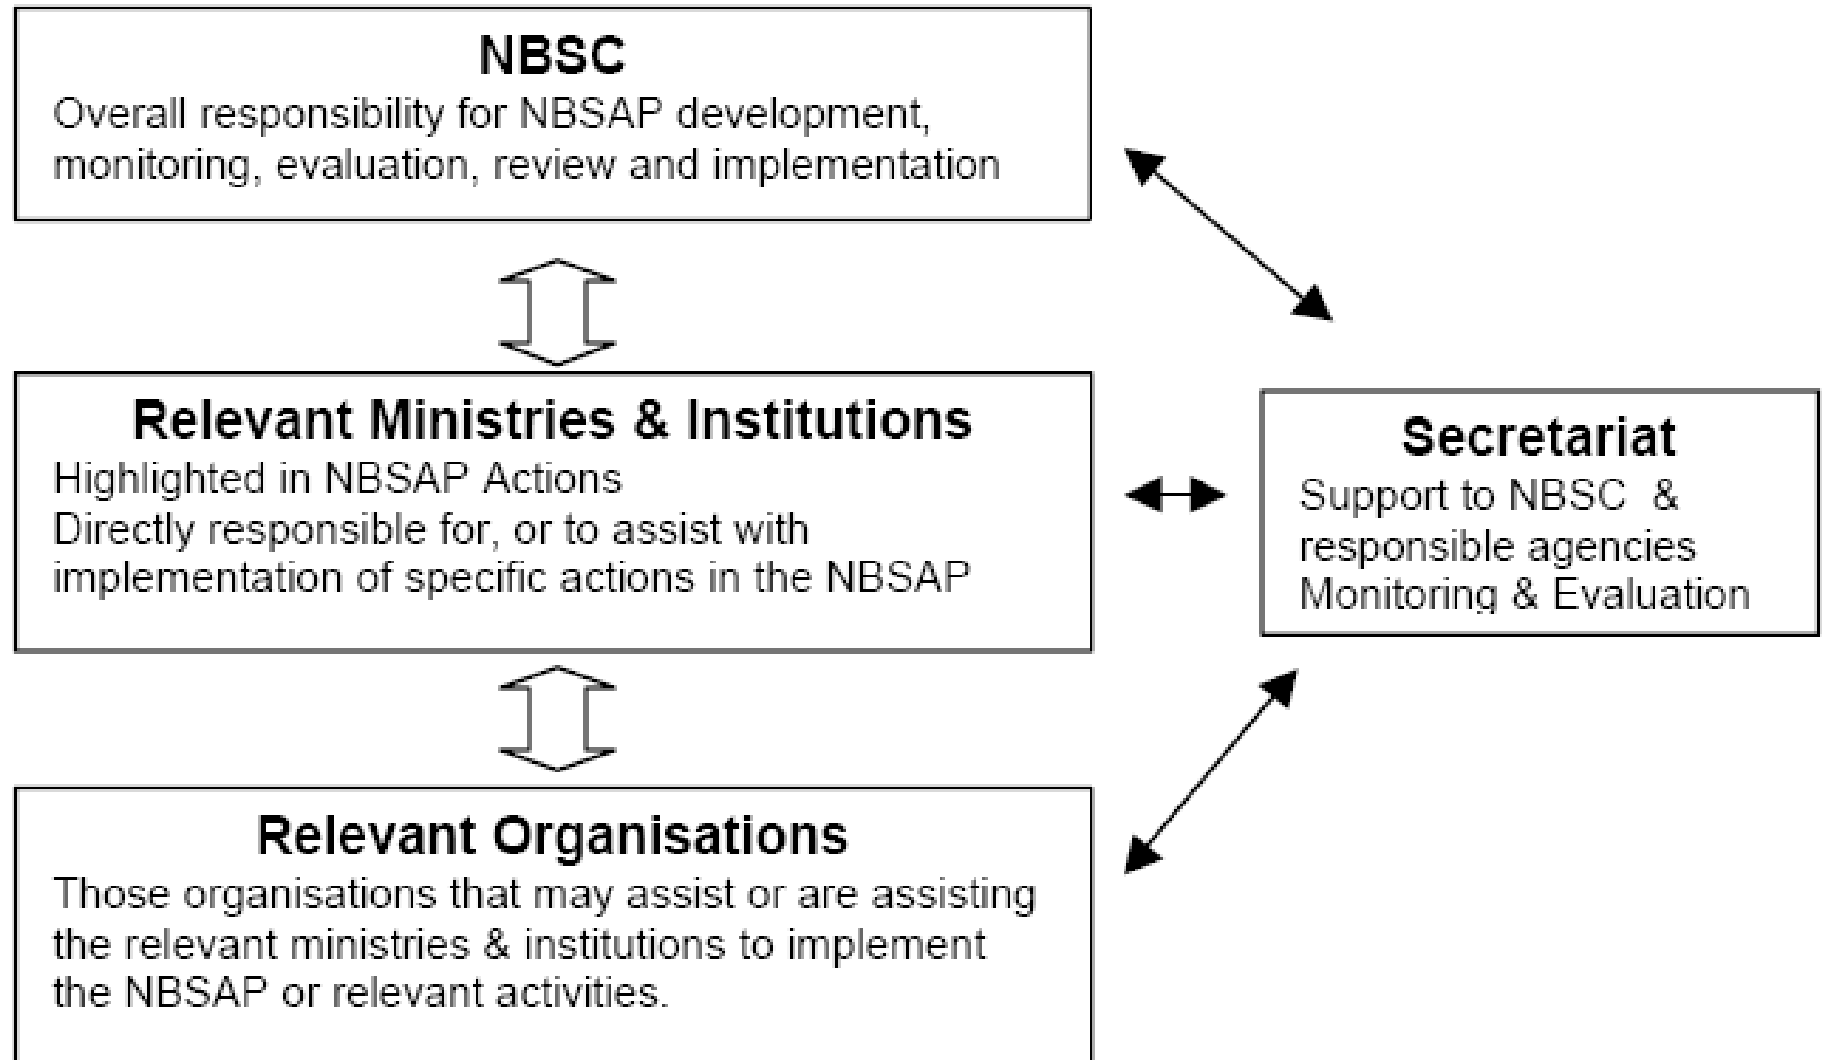 NBSC
Overall responsibility for NBSAP development,
monitoring, evaluation, review and implementation
Relevant Ministries & Institutions
Highlighted in NBSAP Actions
Directly responsible for, or to assist with
implementation of specific actions in the NBSAP
Secretariat
Support to NBSC &
responsible agencies
Monitoring & Evaluation
Relevant Organisations
Those organisations that may assist or are assisting
the relevant ministries & institutions to implement
the NBSAP or relevant activities.